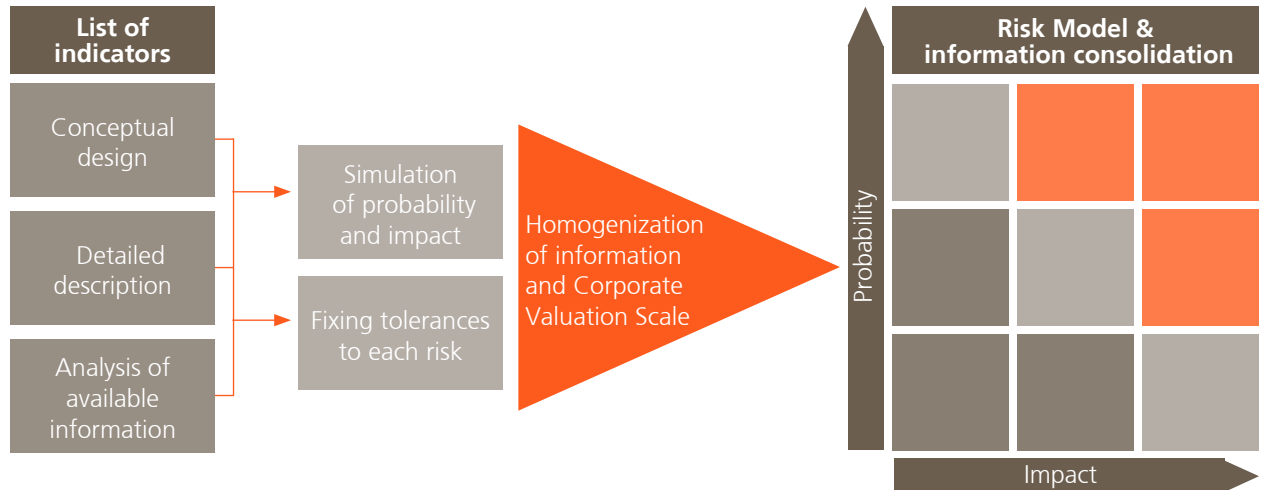 List of
indicators
Conceptual
design
Detailed
description
Analysis of
available
information
Simulation
of probability
and impact
Fixing tolerances
to each risk
Homogenization
of information
and Corporate
Valuation Scale
Probability
Risk Model &
information consolidation
Impact